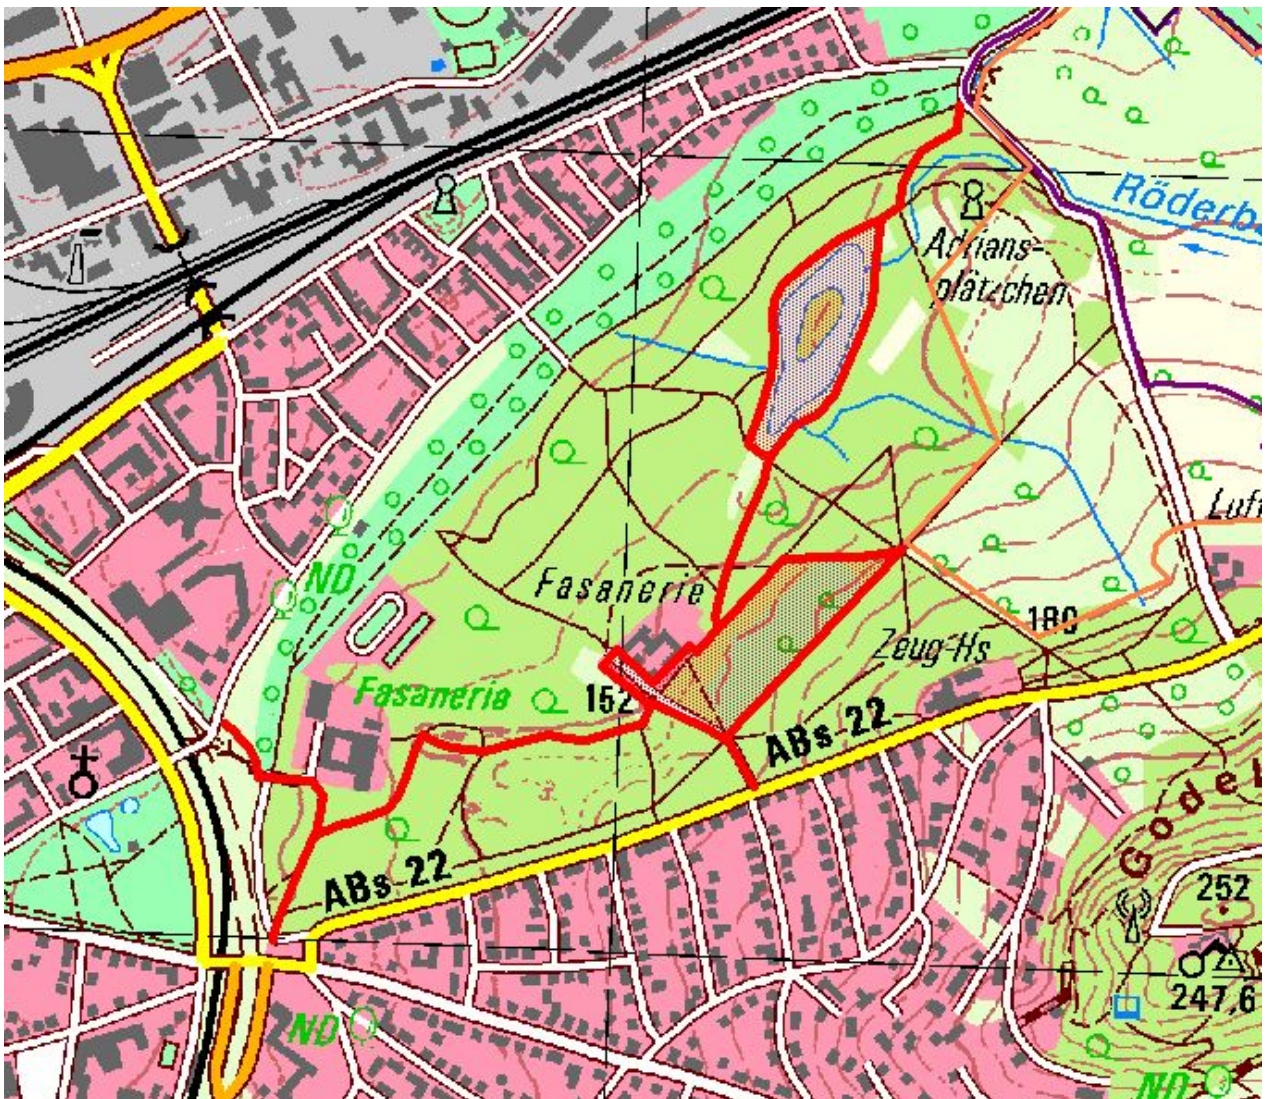 Röderb
Adrians-
plätzchen
Luft
ND
Fasanerie
180
Zeug-Hs
Fasanerie
152
ABs 22
ABs 22
Godel
252
247,6
ND
ND